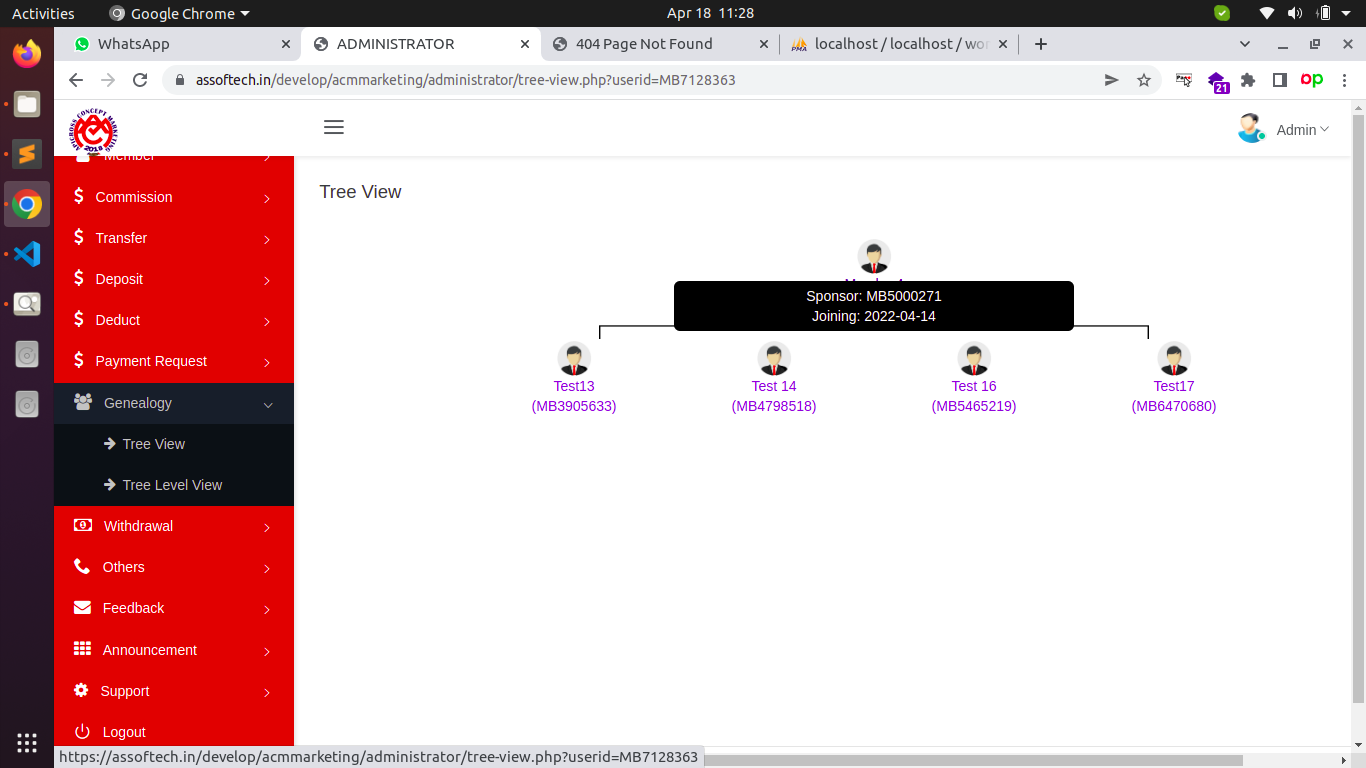 Activities
Google Chrome
Apr 18 11:28
WhatsApp
ADMINISTRATOR
404 Page Not Found
localhost / localhost / wor
assoftech.in/develop/acmmarketing/administrator/tree-view.php?userid=MB7128363
21
Admin
Member
Commission
Transfer
Deposit
Deduct
Payment Request
Genealogy
Tree View
Tree Level View
Withdrawal
Others
Feedback
Announcement
Support
Logout
Tree View
Sponsor: MB5000271
Joining: 2022-04-14
Test13
(MB3905633)
Test 14
(MB4798518)
Test 16
(MB5465219)
Test17
(MB6470680)
https://assoftech.in/develop/acmmarketing/administrator/tree-view.php?userid=MB7128363